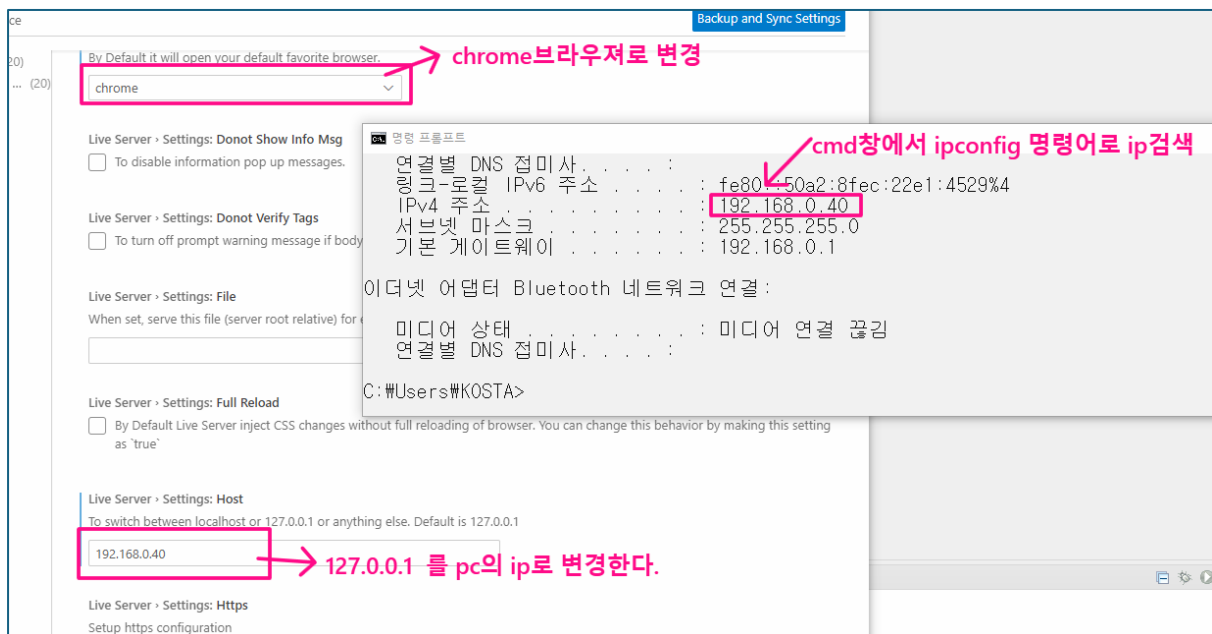 ce
Backup and Sync Settings
20)
... (20)
By Default it will open your default favorite browser.
chrome브라우져로 변경
chrome
Live Server › Settings: Donot Show Info Msg
To disable information pop up messages.
Live Server › Settings: Donot Verify Tags
To turn off prompt warning message if body
Live Server › Settings: File
When set, serve this file (server root relative) for
Live Server › Settings: Full Reload
By Default Live Server inject CSS changes without full reloading of browser. You can change this behavior by making this setting
as `true`
명령 프롬프트
cmd창에서 ipconfig 명령어로 ip검색
연결별 DNS 접미사. . . . :
링크-로컬 IPv6 주소 . . . . : fe80::50a2:8fec:22e1:4529%4
IPv4 주소 . . . . . . . . . : 192.168.0.40
서브넷 마스크 . . . . . . . : 255.255.255.0
기본 게이트웨이 . . . . . . : 192.168.0.1
이더넷 어댑터 Bluetooth 네트워크 연결:
미디어 상태 . . . . . . . . : 미디어 연결 끊김
연결별 DNS 접미사. . . . :
C:₩Users₩KOSTA>
Live Server › Settings: Host
To switch between localhost or 127.0.0.1 or anything else. Default is 127.0.0.1
192.168.0.40
127.0.0.1 를 pc의 ip로 변경한다.
Live Server › Settings: Https
Setup https configuration